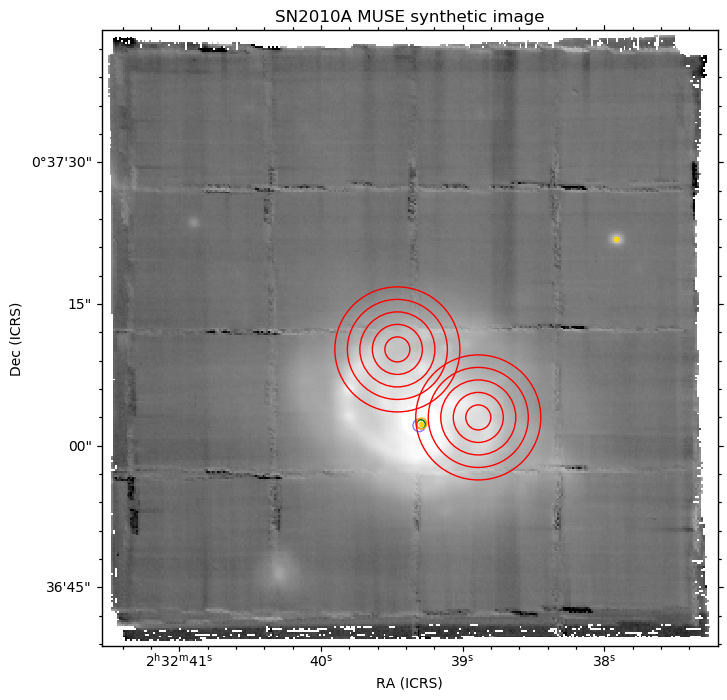 SN2010A MUSE synthetic image
0°37'30"
15"
00"
36'45"
2ʰ32ᵐ41ˢ 40ˢ 39ˢ 38ˢ
Dec (ICRS)
RA (ICRS)